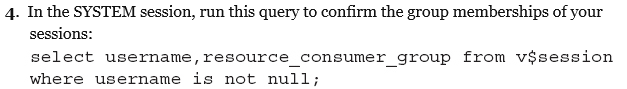 4. In the SYSTEM session, run this query to confirm the group memberships of your
sessions:
select username,resource_consumer_group from v$session
where username is not null;